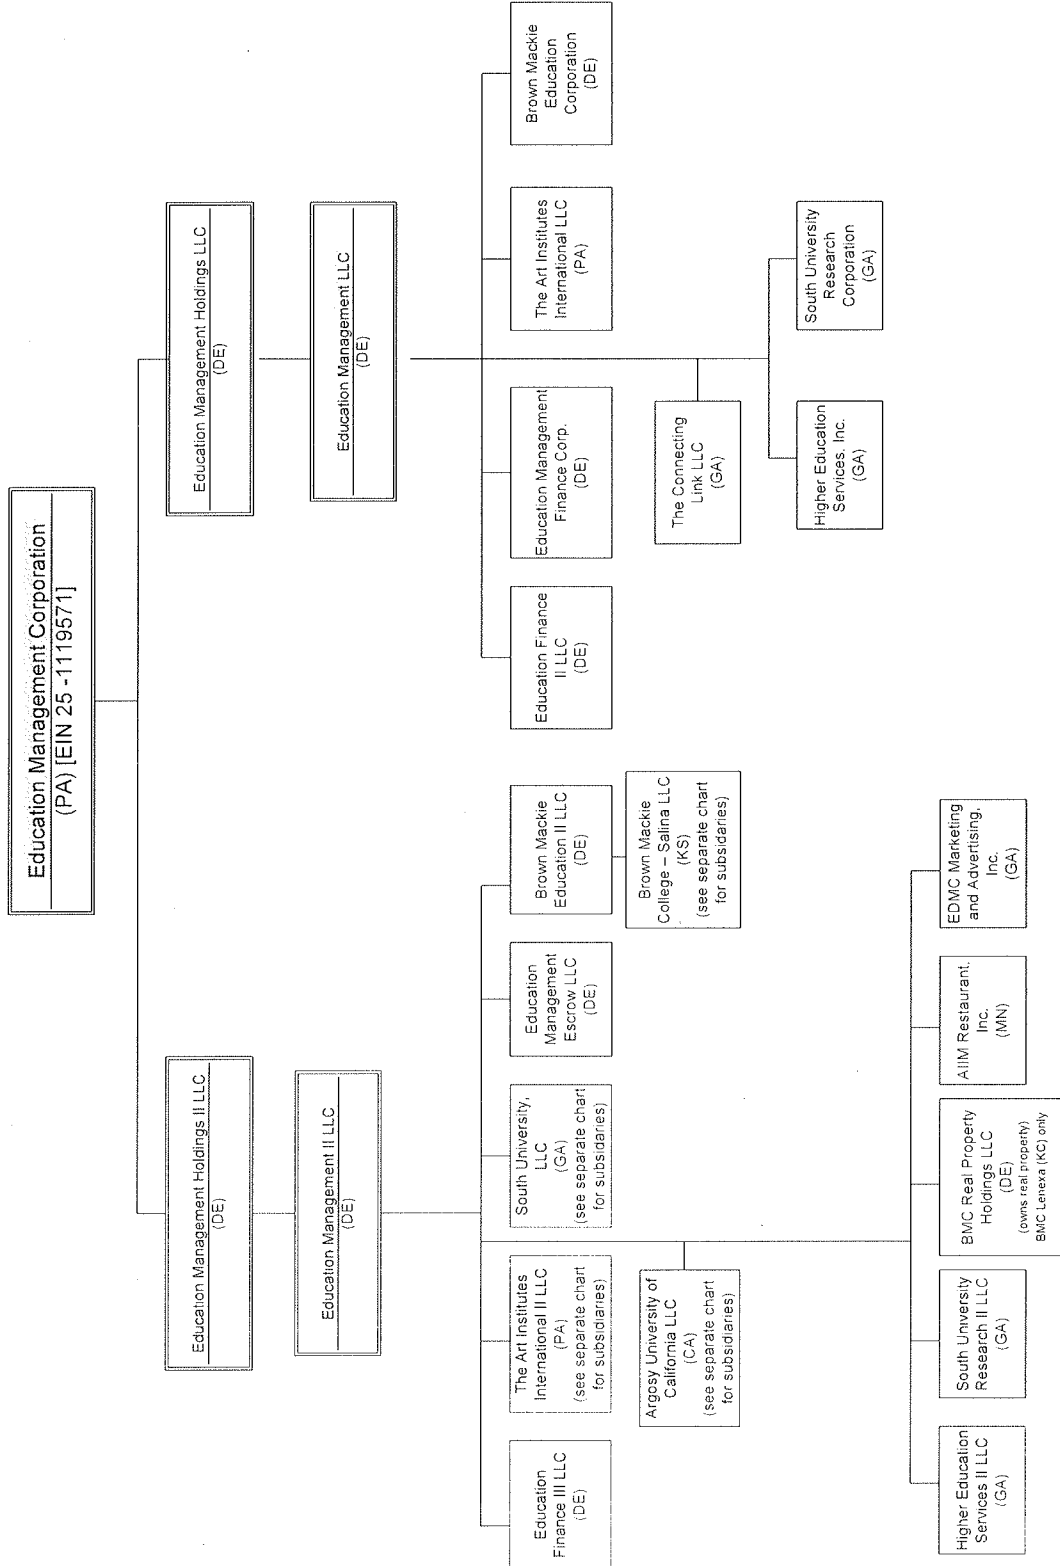 Education Management Corporation
(PA) [EIN 25 -1119571]
Education Management Holdings II LLC
(DE)
Education Management Holdings LLC
(DE)
Education Management II LLC
(DE)
Education Management LLC
(DE)
Education
Finance III LLC
(DE)
The Art Institutes
International II LLC
(PA)
(see separate chart
for subsidiaries)
South University,
LLC
(GA)
(see separate chart
for subsidaries)
Education
Management
Escrow LLC
(DE)
Brown Mackie
Education II LLC
(DE)
Education Finance
II LLC
(DE)
Education Management
Finance Corp.
(DE)
The Art Institutes
International LLC
(PA)
Brown Mackie
Education
Corporation
(DE)
Argosy University of
California LLC
(CA)
(see separate chart
for subsidiaries)
Brown Mackie
College – Salina LLC
(KS)
(see separate chart
for subsidaries)
The Connecting
Link LLC
(GA)
Higher Education
Services, Inc.
(GA)
South University
Research
Corporation
(GA)
Higher Education
Services II LLC
(GA)
South University
Research II LLC
(GA)
BMC Real Property
Holdings LLC
(DE)
(owns real property)
BMC Lenexa (KC) only
AIIM Restaurant,
Inc.
(MN)
EDMC Marketing
and Advertising,
Inc.
(GA)